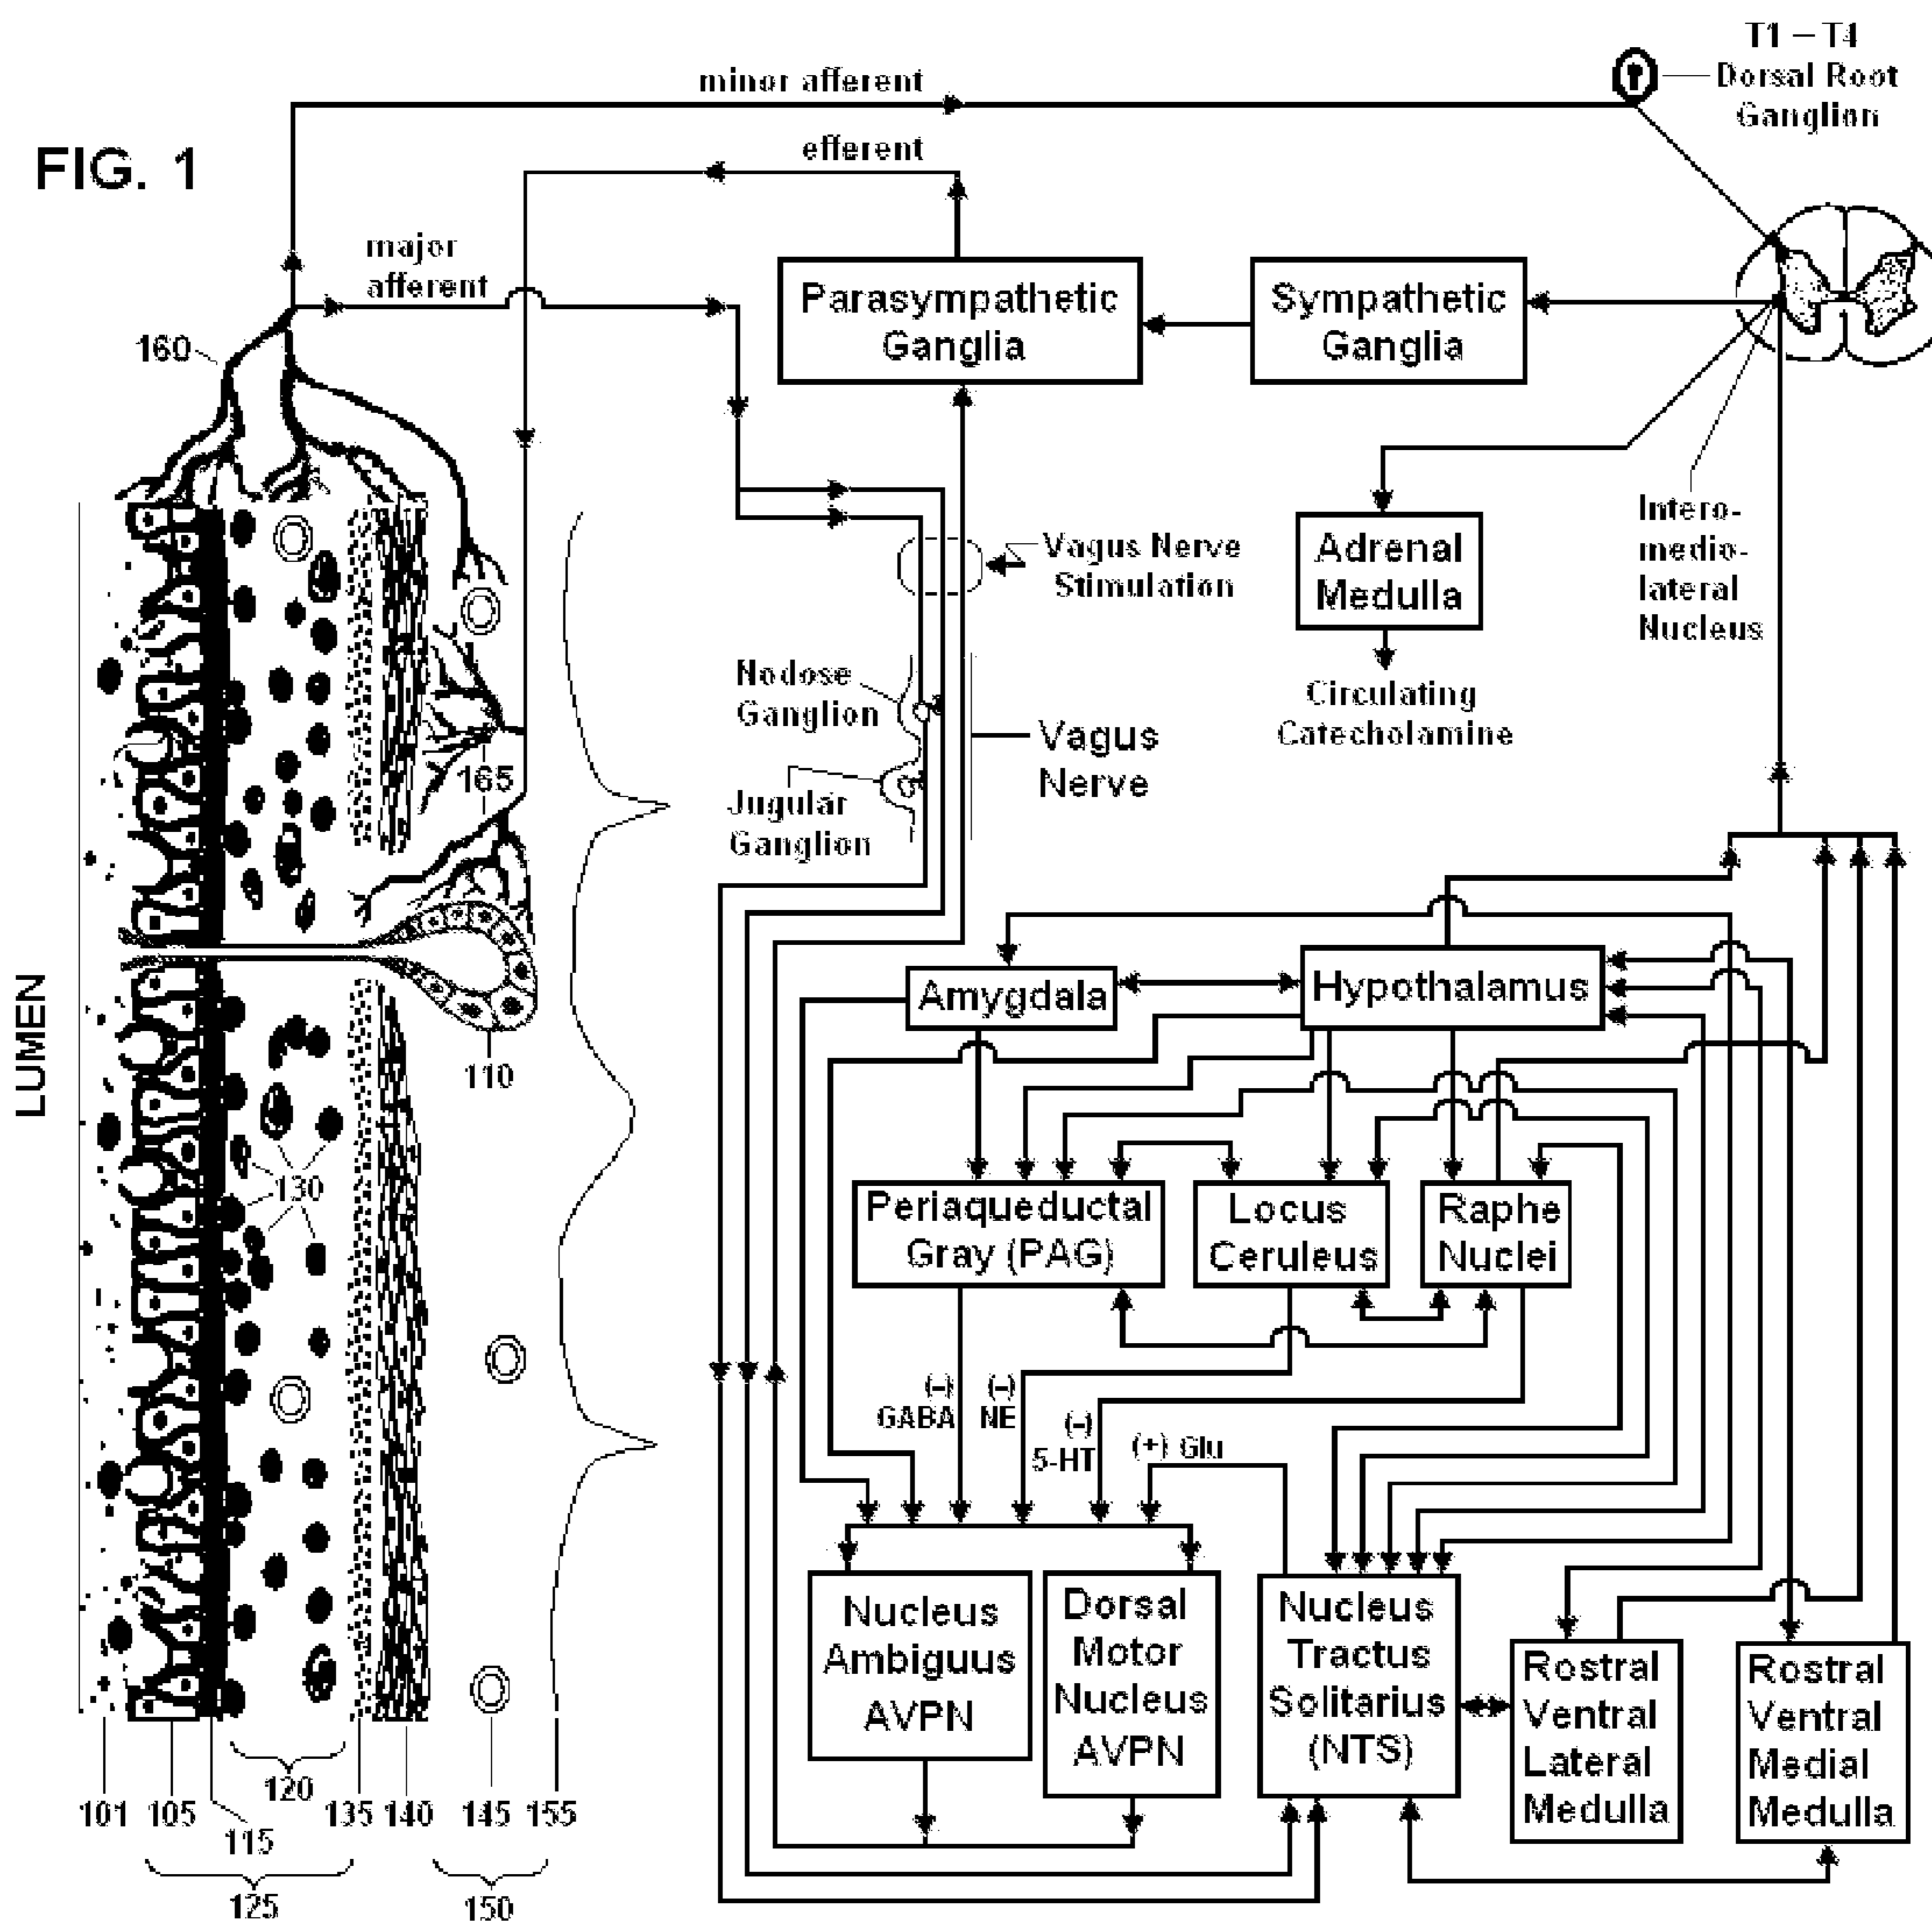 FIG. 1
minor afferent
T1 – T4
Dorsal Root
Ganglion
efferent
major
afferent
160
Parasympathetic
Ganglia
Sympathetic
Ganglia
Vagus Nerve
Stimulation
Adrenal
Medulla
Intero-
medio-
lateral
Nucleus
Circulating
Catecholamine
Nodose
Ganglion
Vagus
Nerve
Jugular
Ganglion
165
LUMEN
110
130
Amygdala
Hypothalamus
Periaqueductal
Gray (PAG)
Locus
Ceruleus
Raphe
Nuclei
(–)
GABA
(–)
NE
(–)
5-HT
(+) Glu
Nucleus
Ambiguus
AVPN
Dorsal
Motor
Nucleus
AVPN
Nucleus
Tractus
Solitarius
(NTS)
Rostral
Ventral
Lateral
Medulla
Rostral
Ventral
Medial
Medulla
120
101 105 135 140 145 155
115
125 150